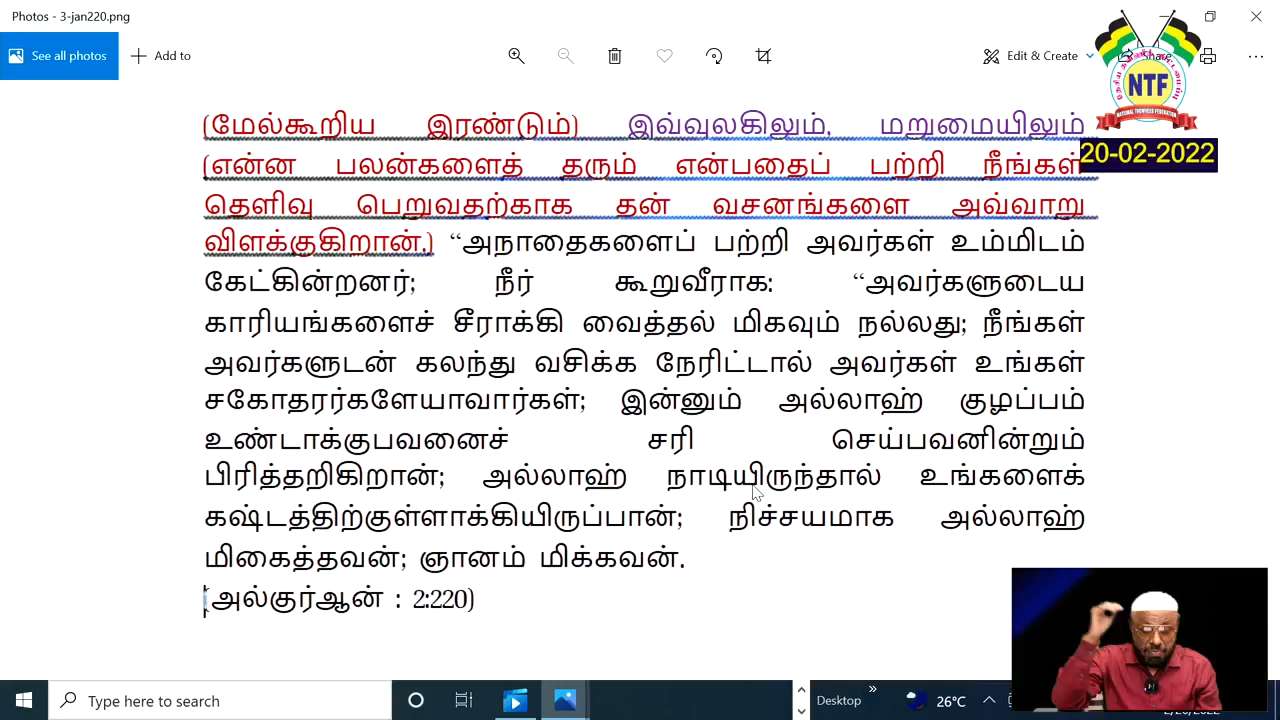 Photos - 3-jan220.png
See all photos
Add to
Edit & Create
Share
NTF
NATIONAL THOWHEED FEDERATION
20-02-2022
(மேல்கூறிய இரண்டும்) இவ்வுலகிலும், மறுமையிலும்
(என்ன பலன்களைத் தரும் என்பதைப் பற்றி நீங்கள்
தெளிவு பெறுவதற்காக தன் வசனங்களை அவ்வாறு
விளக்குகிறான்.) “அநாதைகளைப் பற்றி அவர்கள் உம்மிடம்
கேட்கின்றனர்; நீர் கூறுவீராக: “அவர்களுடைய
காரியங்களைச் சீராக்கி வைத்தல் மிகவும் நல்லது; நீங்கள்
அவர்களுடன் கலந்து வசிக்க நேரிட்டால் அவர்கள் உங்கள்
சகோதரர்களேயாவார்கள்; இன்னும் அல்லாஹ் குழப்பம்
உண்டாக்குபவனைச் சரி செய்பவனின்றும்
பிரித்தறிகிறான்; அல்லாஹ் நாடியிருந்தால் உங்களைக்
கஷ்டத்திற்குள்ளாக்கியிருப்பான்; நிச்சயமாக அல்லாஹ்
மிகைத்தவன்; ஞானம் மிக்கவன்.
(அல்குர்ஆன் : 2:220)
Type here to search
Desktop
26°C